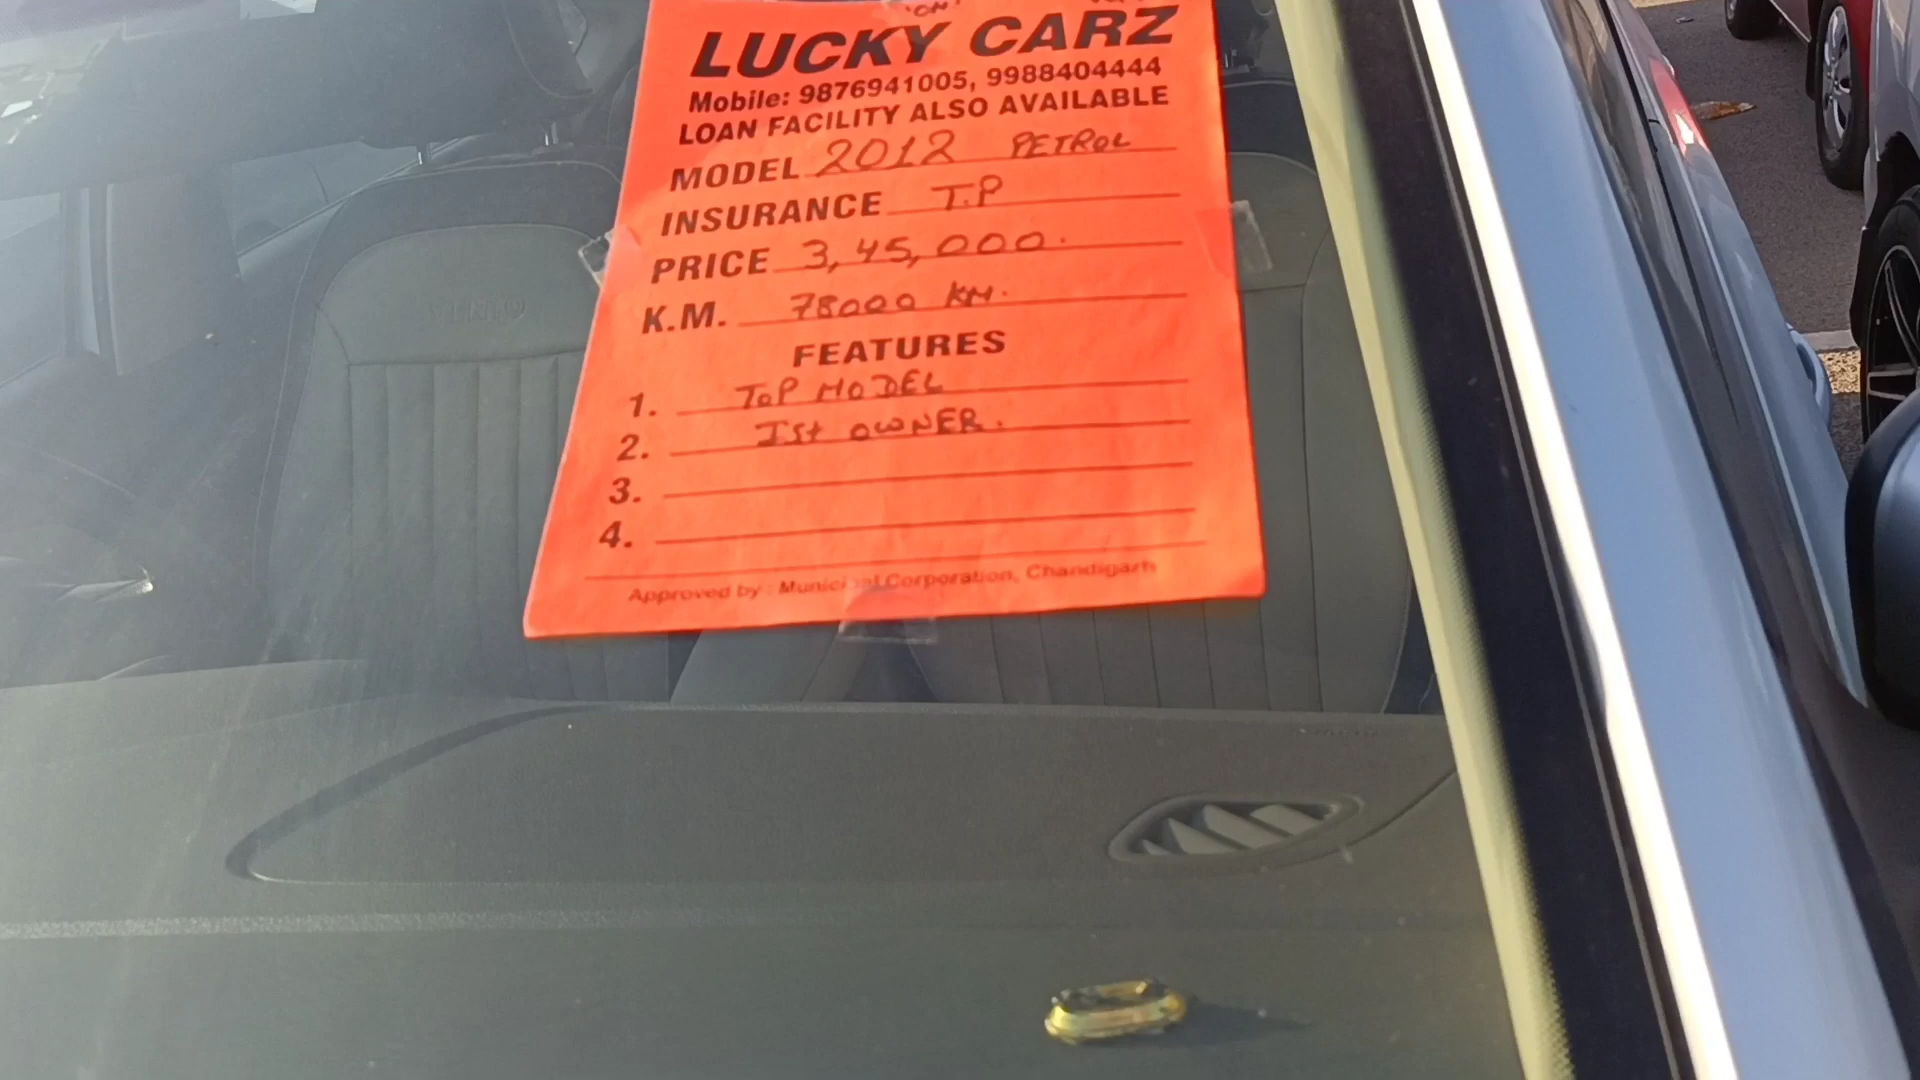 LUCKY CARZ
Mobile: 9876941005, 9988404444
LOAN FACILITY ALSO AVAILABLE
MODEL 2012 PETROL
INSURANCE T.P
PRICE 3,45,000.
K.M. 78000 KM.
FEATURES
1. TOP MODEL
2. Ist OWNER.
3.
4.
Approved by : Municipal Corporation, Chandigarh
VENTO